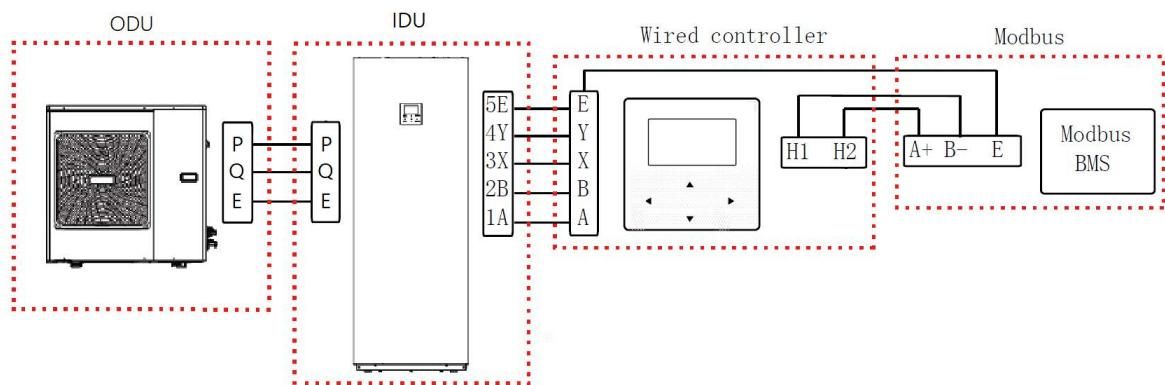 ODU
IDU
Wired controller
Modbus
P
Q
E
P
Q
E
5E
4Y
3X
2B
1A
E
Y
X
B
A
H1 H2
A+ B- E
Modbus
BMS